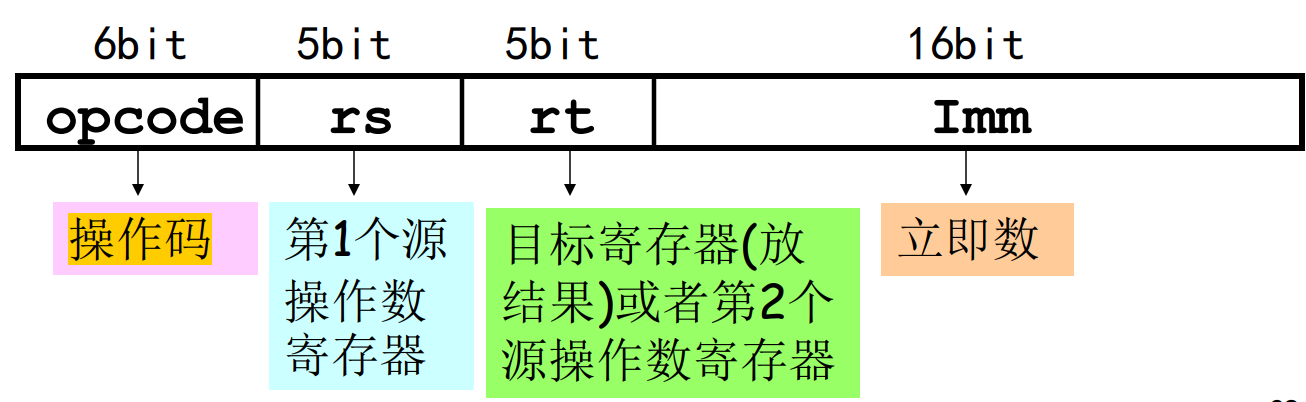 6bit 5bit 5bit 16bit
opcode rs rt Imm
操作码
第1个源
操作数
寄存器
目标寄存器(放
结果)或者第2个
源操作数寄存器
立即数